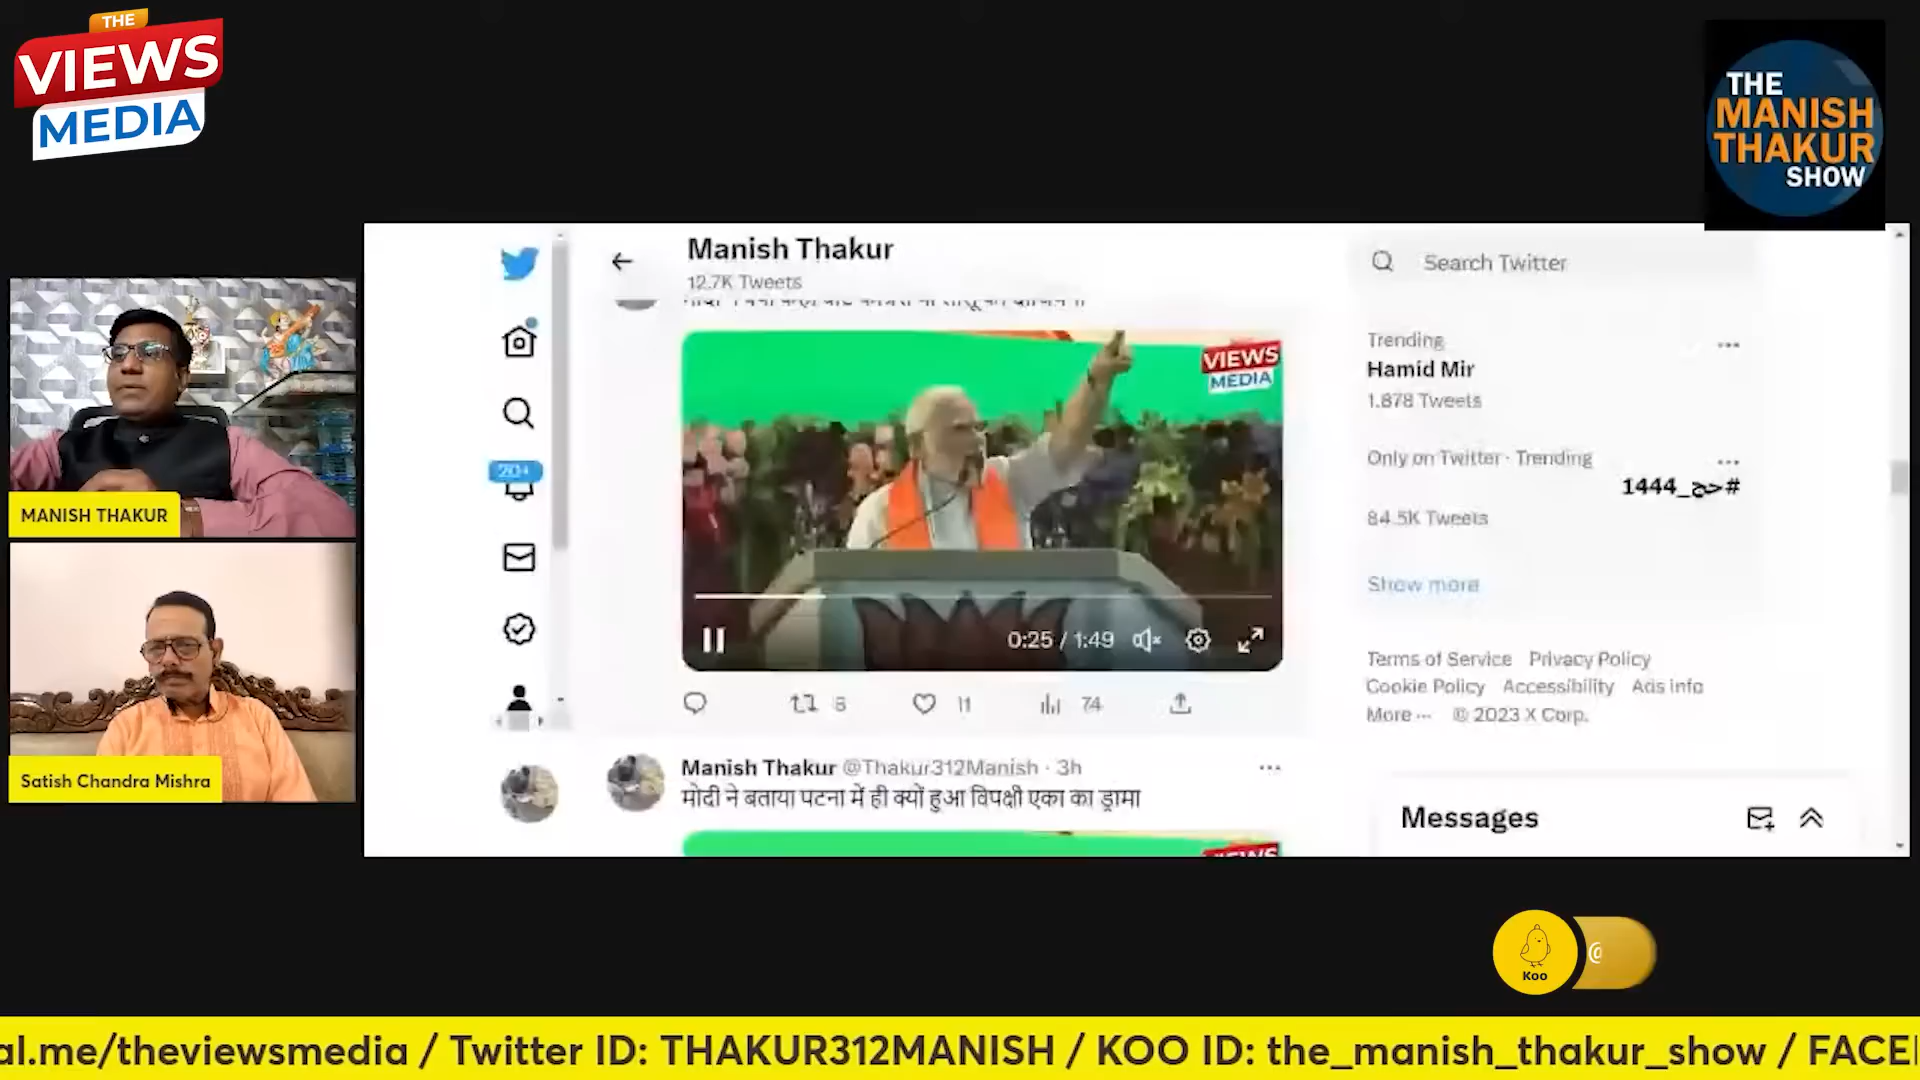 THE
VIEWS
MEDIA
THE
MANISH
THAKUR
SHOW
MANISH THAKUR
Satish Chandra Mishra
Manish Thakur
12.7K Tweets
VIEWS
MEDIA
20+
0:25 / 1:49
11
74
Manish Thakur @Thakur312Manish · 3h
मोदी ने बताया पटना में ही क्यों हुआ विपक्षी एका का ड्रामा
Search Twitter
Trending
Hamid Mir
1,878 Tweets
Only on Twitter · Trending
#حج_1444
84.5K Tweets
Show more
Terms of Service Privacy Policy
Cookie Policy Accessibility Ads info
More ... © 2023 X Corp.
Messages
Koo
@
al.me/theviewsmedia / Twitter ID: THAKUR312MANISH / KOO ID: the_manish_thakur_show / FACE